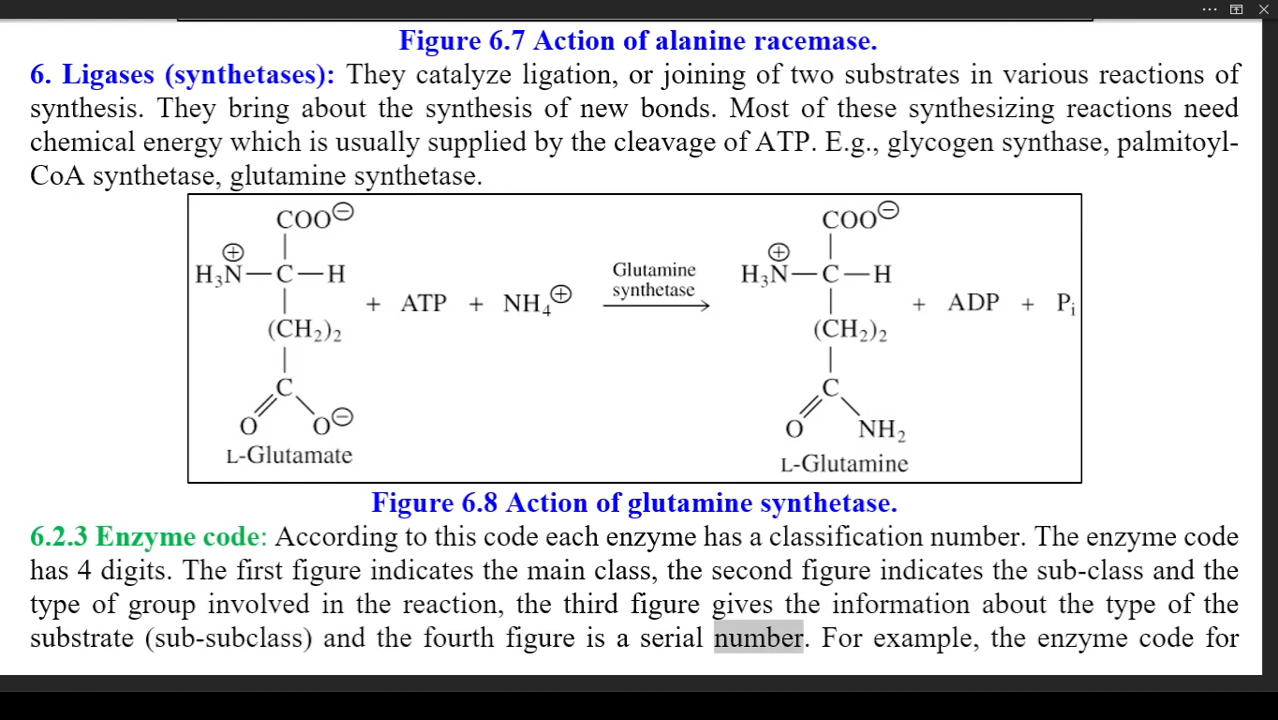 Figure 6.7 Action of alanine racemase.
6. Ligases (synthetases): They catalyze ligation, or joining of two substrates in various reactions of
synthesis. They bring about the synthesis of new bonds. Most of these synthesizing reactions need
chemical energy which is usually supplied by the cleavage of ATP. E.g., glycogen synthase, palmitoyl-
CoA synthetase, glutamine synthetase.
COO⊖
⊕
H₃N—C—H
(CH₂)₂
C
O O⊖
L-Glutamate
+ ATP + NH₄⊕
Glutamine
synthetase
COO⊖
⊕
H₃N—C—H
(CH₂)₂
C
O NH₂
L-Glutamine
+ ADP + Pᵢ
Figure 6.8 Action of glutamine synthetase.
6.2.3 Enzyme code: According to this code each enzyme has a classification number. The enzyme code
has 4 digits. The first figure indicates the main class, the second figure indicates the sub-class and the
type of group involved in the reaction, the third figure gives the information about the type of the
substrate (sub-subclass) and the fourth figure is a serial number. For example, the enzyme code for